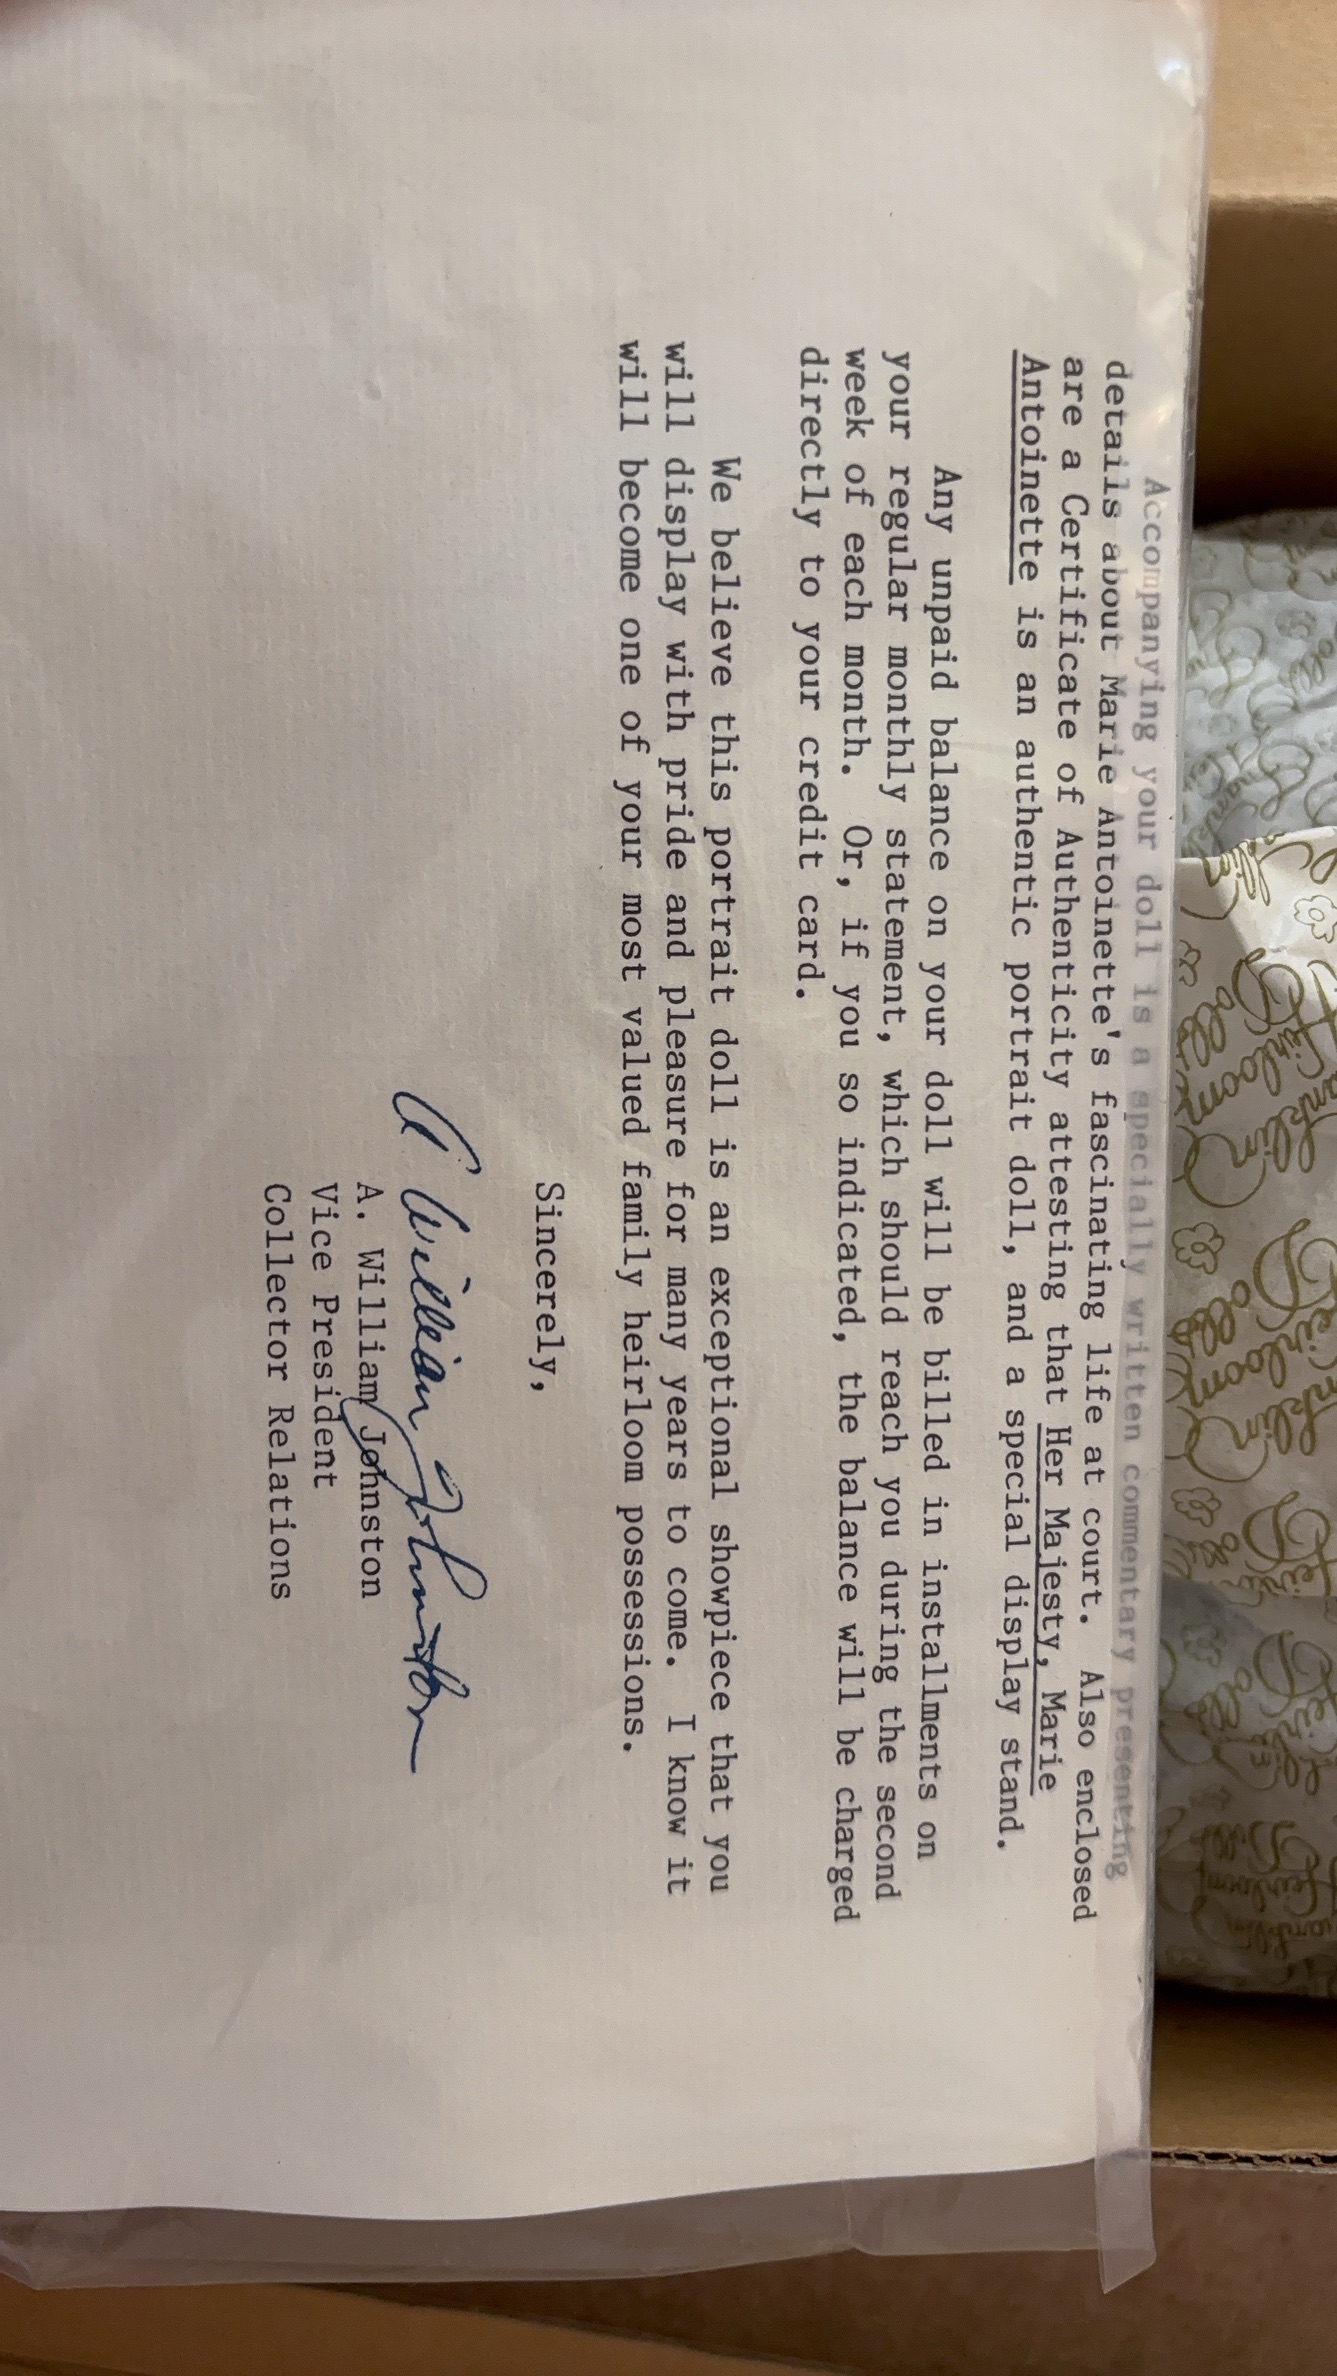 Accompanying your doll is a specially written commentary presenting
details about Marie Antoinette's fascinating life at court. Also enclosed
are a Certificate of Authenticity attesting that Her Majesty, Marie
Antoinette is an authentic portrait doll, and a special display stand.
Any unpaid balance on your doll will be billed in installments on
your regular monthly statement, which should reach you during the second
week of each month. Or, if you so indicated, the balance will be charged
directly to your credit card.
We believe this portrait doll is an exceptional showpiece that you
will display with pride and pleasure for many years to come. I know it
will become one of your most valued family heirloom possessions.
Sincerely,
A William Johnston
A. William Johnston
Vice President
Collector Relations
Heirloom
Dolls
Heirloom
Dolls